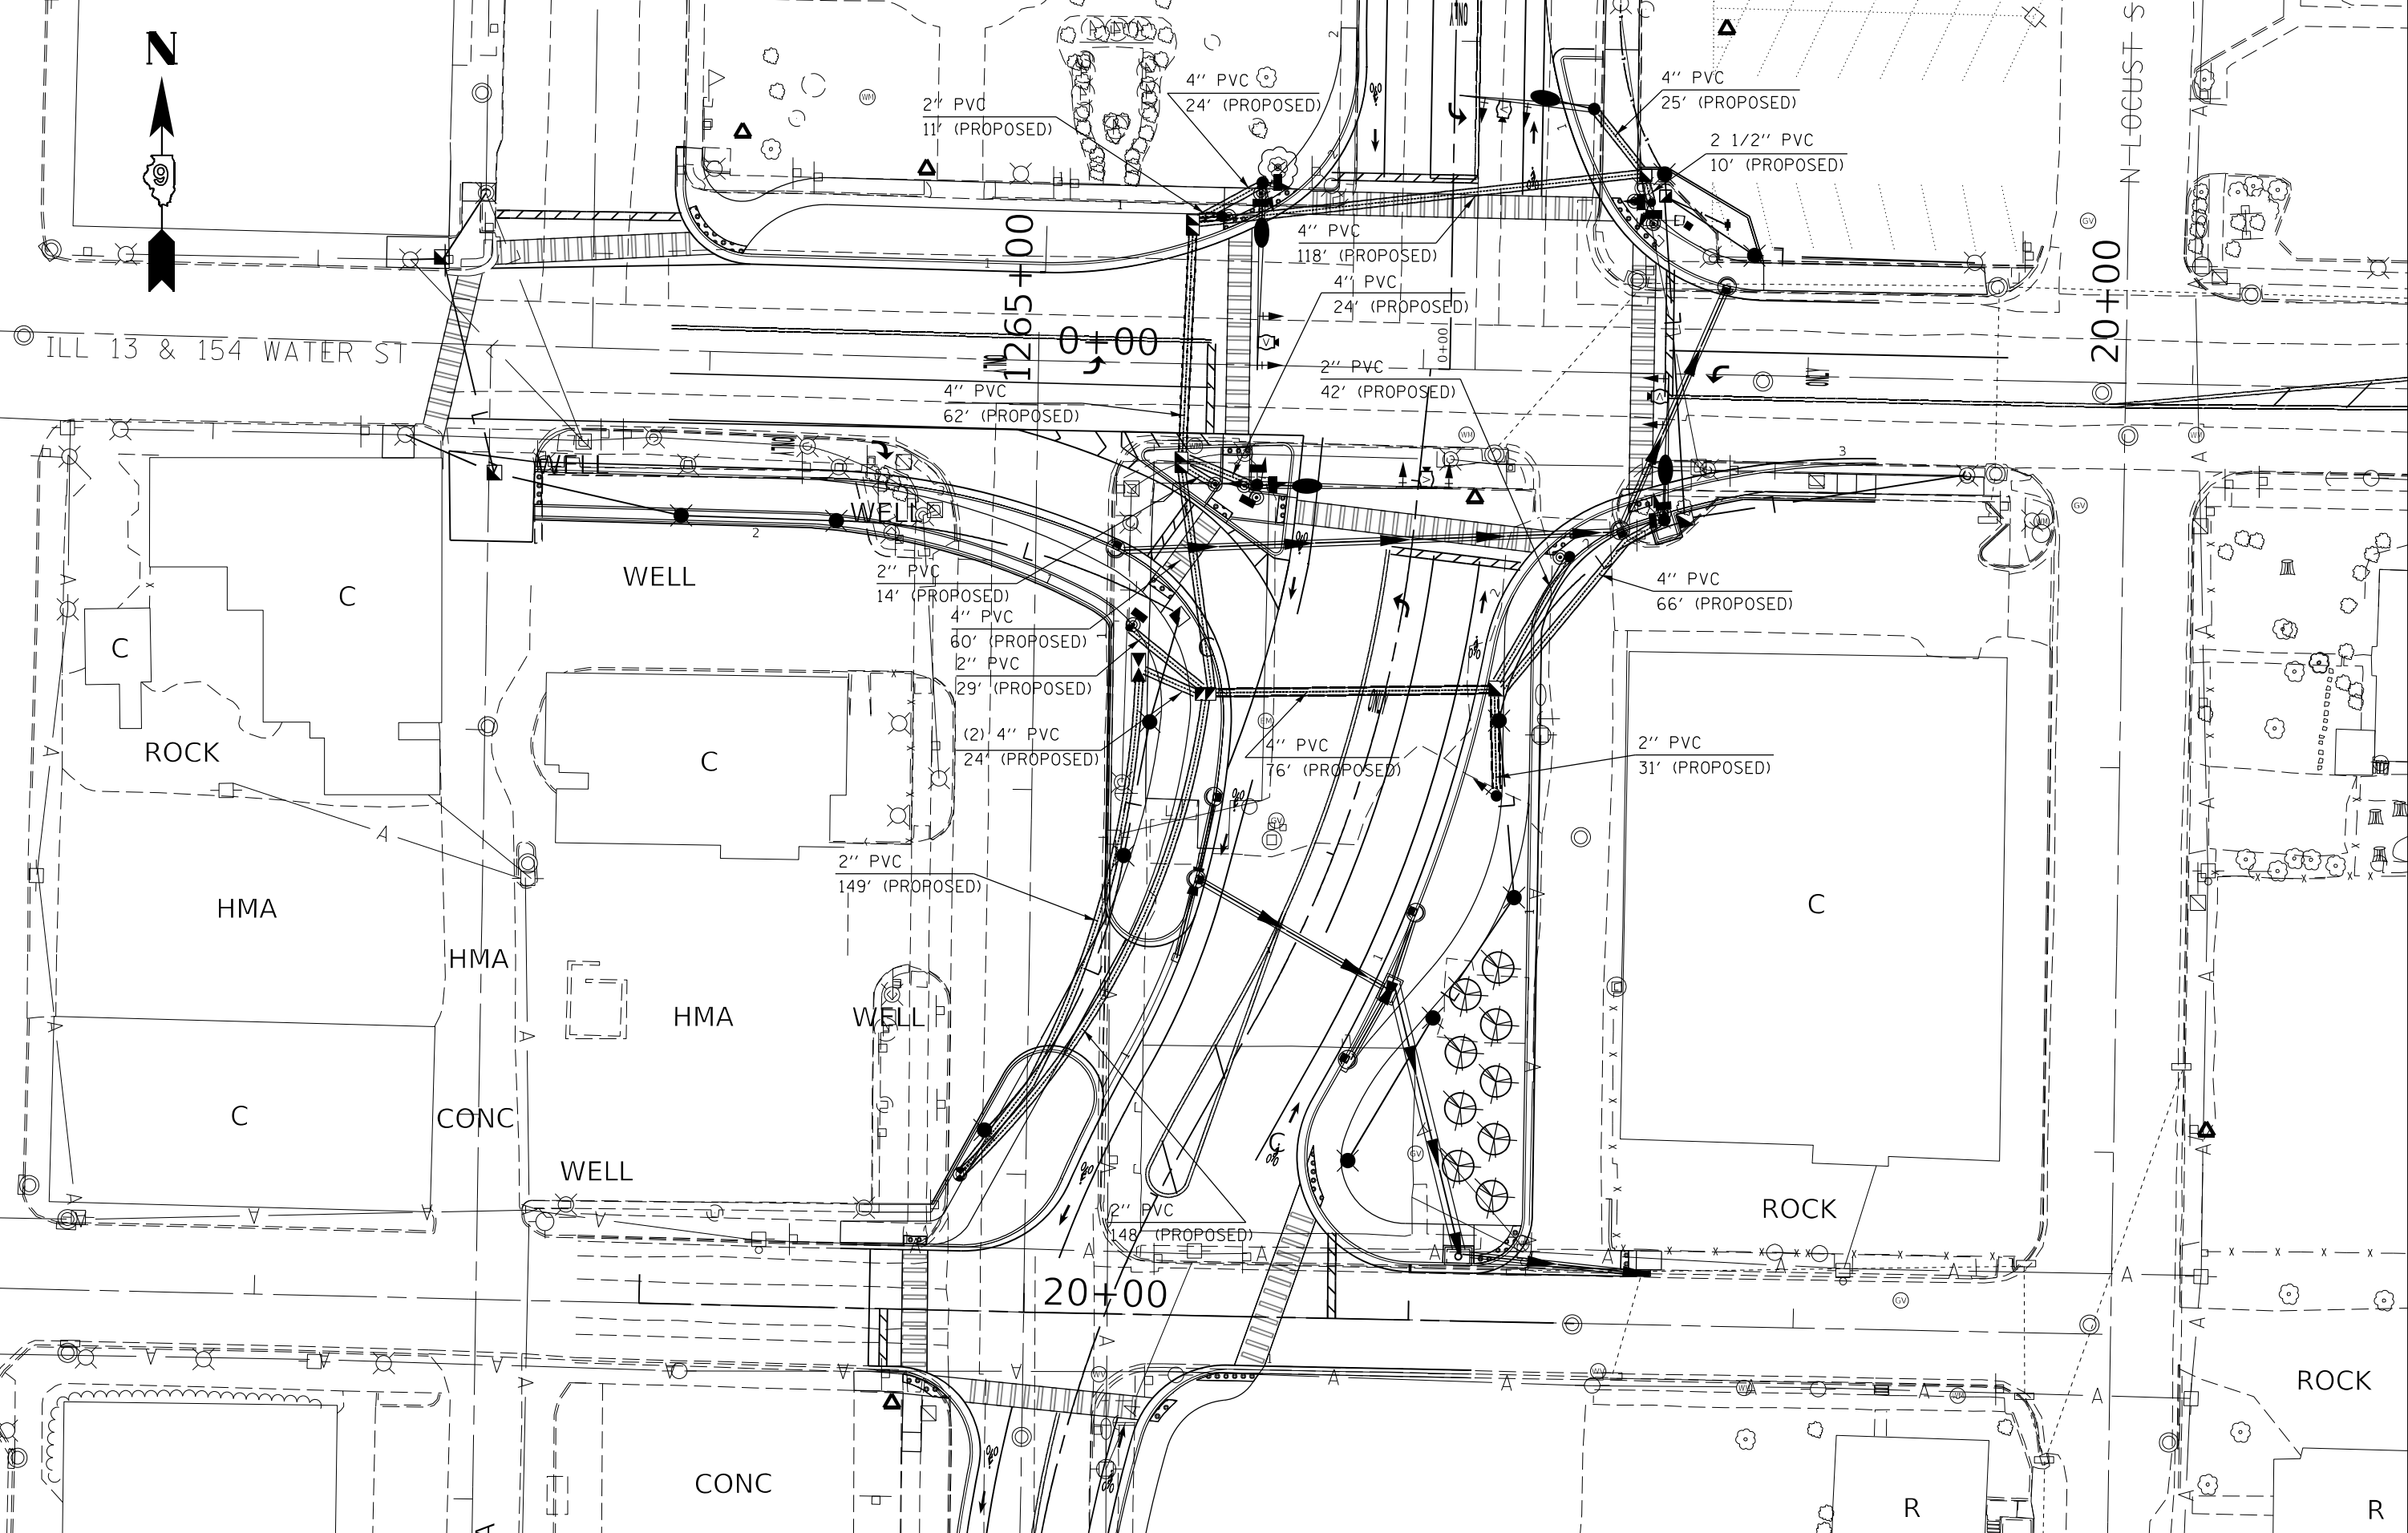 N
9
ONLY
4'' PVC
24' (PROPOSED)
2'' PVC
11' (PROPOSED)
4'' PVC
25' (PROPOSED)
2 1/2'' PVC
10' (PROPOSED)
N LOCUST S
4'' PVC
118' (PROPOSED)
4'' PVC
24' (PROPOSED)
1265+00
0+00
10+00
20+00
ILL 13 & 154 WATER ST
4'' PVC
62' (PROPOSED)
2'' PVC
42' (PROPOSED)
WELL
WELL
WELL
2'' PVC
14' (PROPOSED)
4'' PVC
66' (PROPOSED)
4'' PVC
60' (PROPOSED)
2'' PVC
29' (PROPOSED)
C
C
ROCK
C
(2) 4'' PVC
24' (PROPOSED)
4'' PVC
76' (PROPOSED)
2'' PVC
31' (PROPOSED)
2'' PVC
149' (PROPOSED)
C
HMA
HMA
HMA
WELL
C
CONC
WELL
C
2'' PVC
148' (PROPOSED)
ROCK
20+00
ROCK
CONC
R
R